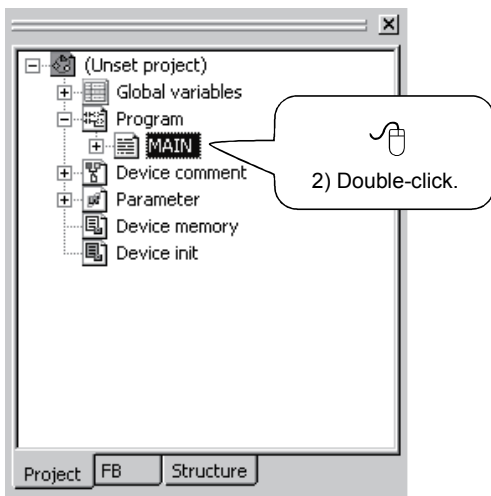 (Unset project)
Global variables
Program
MAIN
2) Double-click.
Device comment
Parameter
Device memory
Device init
Project FB Structure